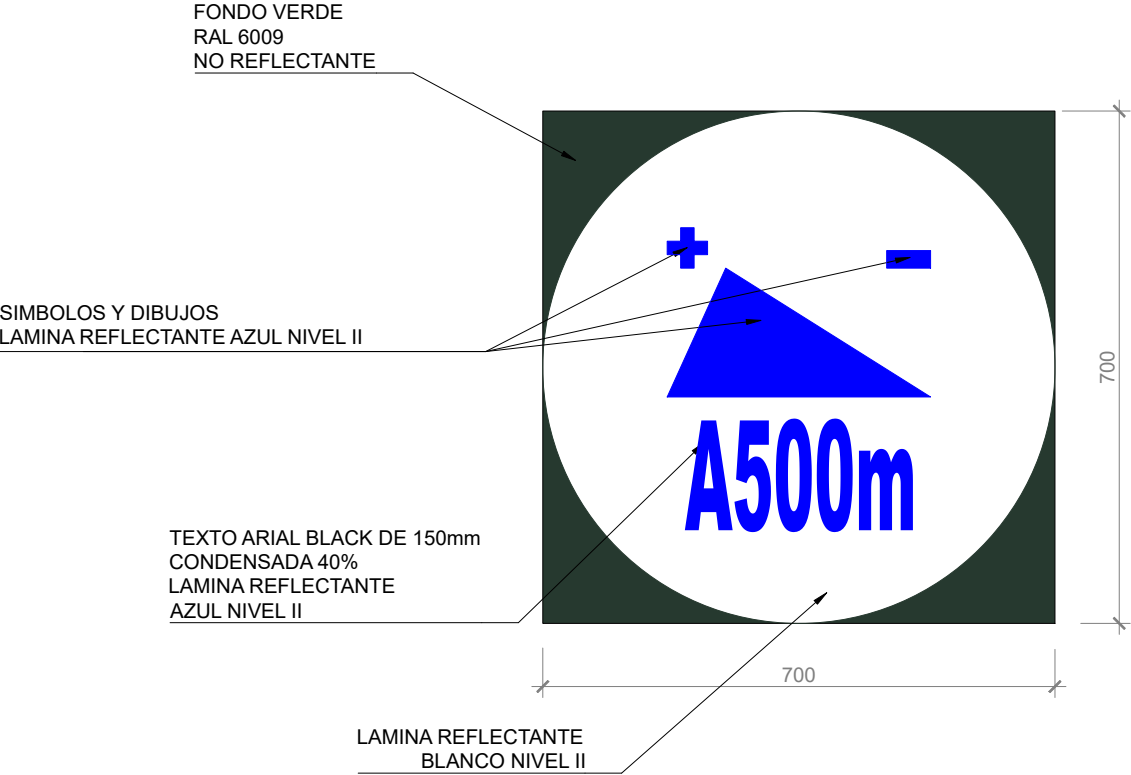 FONDO VERDE
RAL 6009
NO REFLECTANTE
SIMBOLOS Y DIBUJOS
LAMINA REFLECTANTE AZUL NIVEL II
700
A500m
TEXTO ARIAL BLACK DE 150mm
CONDENSADA 40%
LAMINA REFLECTANTE
AZUL NIVEL II
700
LAMINA REFLECTANTE
BLANCO NIVEL II